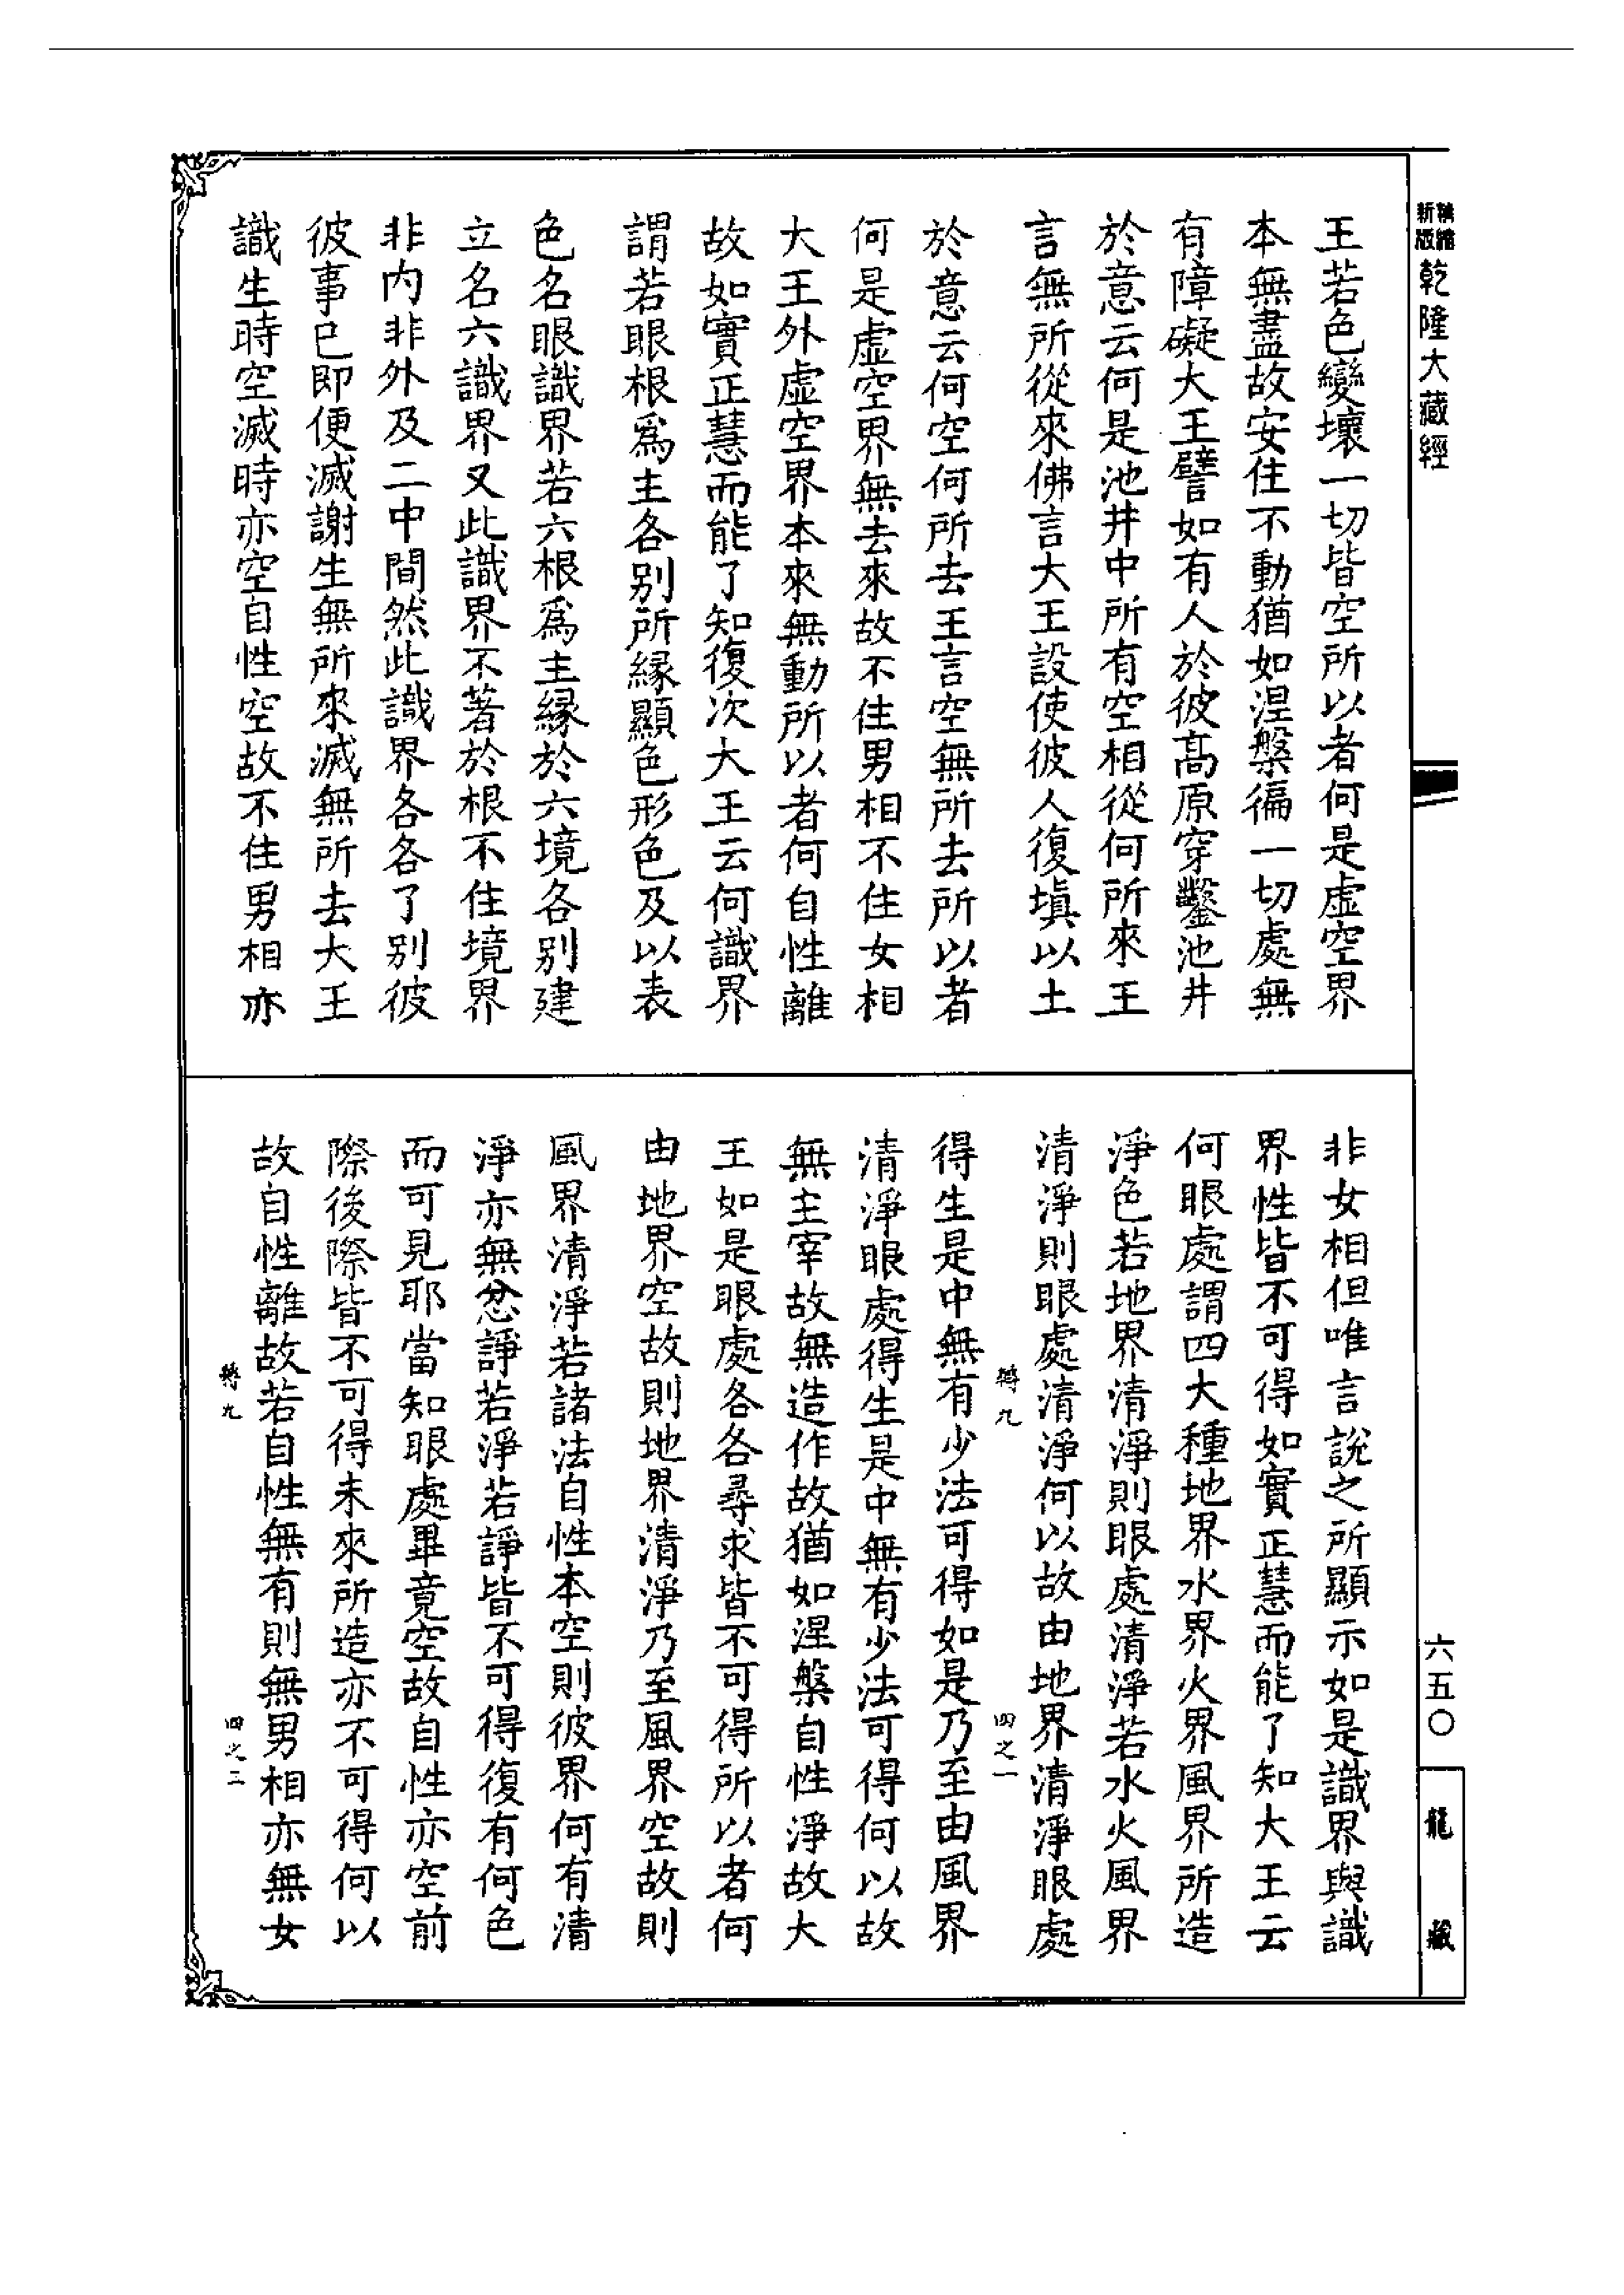 新版精縮乾隆大藏經
王若色變壞一切皆空所以者何是虛空界
本無盡故安住不動猶如涅槃徧一切處無
有障礙大王譬如有人於彼高原穿鑿池井
於意云何是池井中所有空相從何所來王
言無所從來佛言大王設使彼人復塡以土
於意云何空何所去王言空無所去所以者
何是虛空界無去來故不住男相不住女相
大王外虛空界本來無動所以者何自性離
故如實正慧而能了知復次大王云何識界
謂若眼根爲主各别所緣顯色形色及以表
色名眼識界若六根爲主緣於六境各别建
立名六識界又此識界不著於根不住境界
非内非外及二中間然此識界各各了别彼
彼事已即便滅謝生無所來滅無所去大王
識生時空滅時亦空自性空故不住男相亦
非女相但唯言說之所顯示如是識界與識
界性皆不可得如實正慧而能了知大王云
何眼處謂四大種地界水界火界風界所造
淨色若地界清淨則眼處清淨若水火風界
清淨則眼處清淨何以故由地界清淨眼處
轉九 四之一
得生是中無有少法可得如是乃至由風界
清淨眼處得生是中無有少法可得何以故
無主宰故無造作故猶如涅槃自性淨故大
王如是眼處各各尋求皆不可得所以者何
由地界空故則地界清淨乃至風界空故則
風界清淨若諸法自性本空則彼界何有清
淨亦無忿諍若淨若諍皆不可得復有何色
而可見耶當知眼處畢竟空故自性亦空前
際後際皆不可得未來所造亦不可得何以
故自性離故若自性無有則無男相亦無女
轉九 四之二
六五〇
龍藏